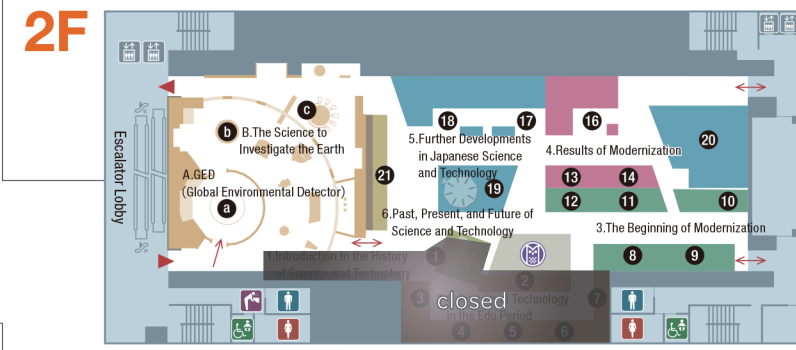 2F
Escalator Lobby
A.GED
(Global Environmental Detector)
a
b
B.The Science to
Investigate the Earth
c
21
18
17
16
5.Further Developments
in Japanese Science
and Technology
19
4.Results of Modernization
20
13
14
12
11
10
6.Past, Present, and Future of
Science and Technology
3.The Beginning of Modernization
8
9
1.Introduction to the History
of Science and Technology
1
2
closed
Technology
in the Edo Period
3
7
4
5
6